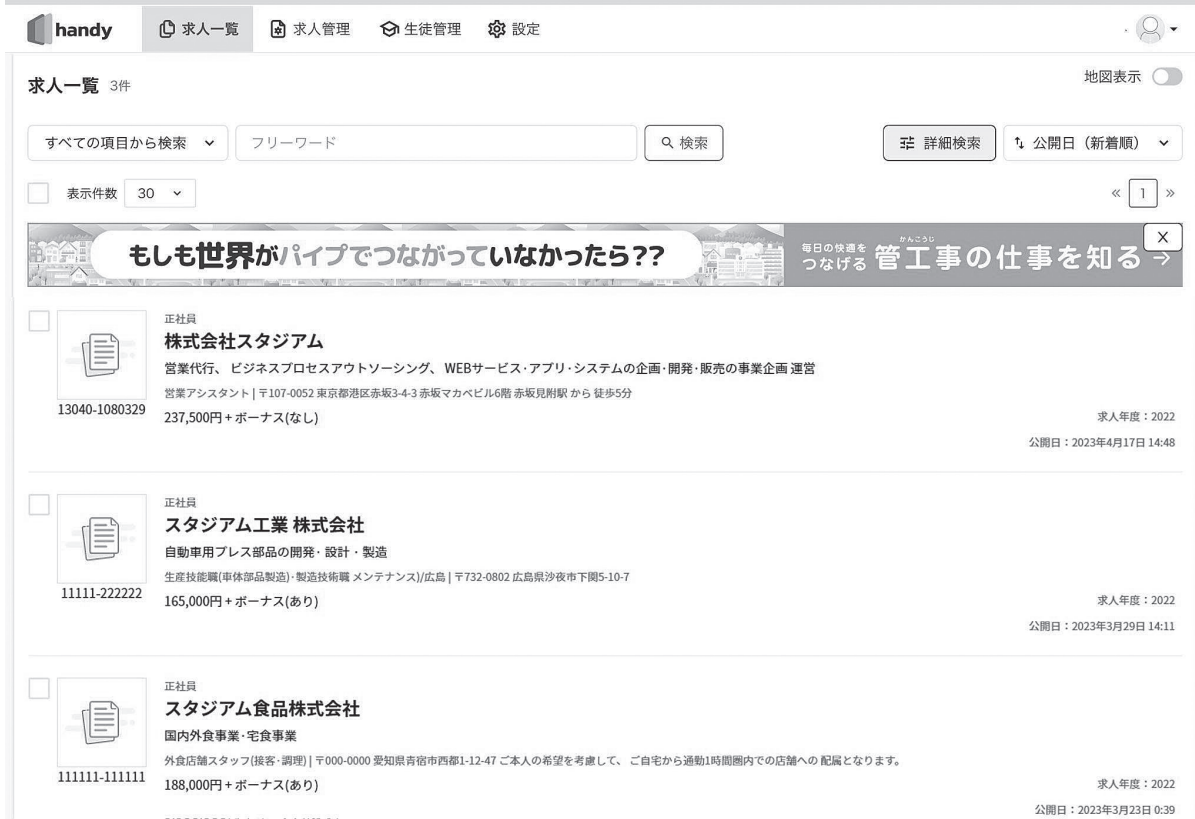 handy 求人一覧 求人管理 生徒管理 設定
求人一覧 3件
地図表示
すべての項目から検索 フリーワード 検索 詳細検索 公開日（新着順）
表示件数 30 « 1 »
もしも世界がパイプでつながっていなかったら??
毎日の快適を
つなげる
かんこうじ
管工事の仕事を知る→
X
正社員
株式会社スタジアム
営業代行、 ビジネスプロセスアウトソーシング、 WEBサービス·アプリ·システムの企画·開発·販売の事業企画 運営
営業アシスタント | 〒107-0052 東京都港区赤坂3-4-3 赤坂マカベビル6階 赤坂見附駅 から 徒歩5分
13040-1080329
237,500円 + ボーナス(なし)
求人年度：2022
公開日：2023年4月17日 14:48
正社員
スタジアム工業 株式会社
自動車用プレス部品の開発· 設計・製造
生産技能職(車体部品製造)·製造技術職 メンテナンス)/広島 | 〒732-0802 広島県沙夜市下関5-10-7
11111-222222
165,000円 + ボーナス(あり)
求人年度：2022
公開日：2023年3月29日 14:11
正社員
スタジアム食品株式会社
国内外食事業·宅食事業
外食店舗スタッフ(接客·調理) | 〒000-0000 愛知県青宿市西都1-12-47 ご本人の希望を考慮して、 ご自宅から通勤1時間圏内での店舗への 配属となります。
111111-111111
188,000円 + ボーナス(あり)
求人年度：2022
公開日：2023年3月23日 0:39